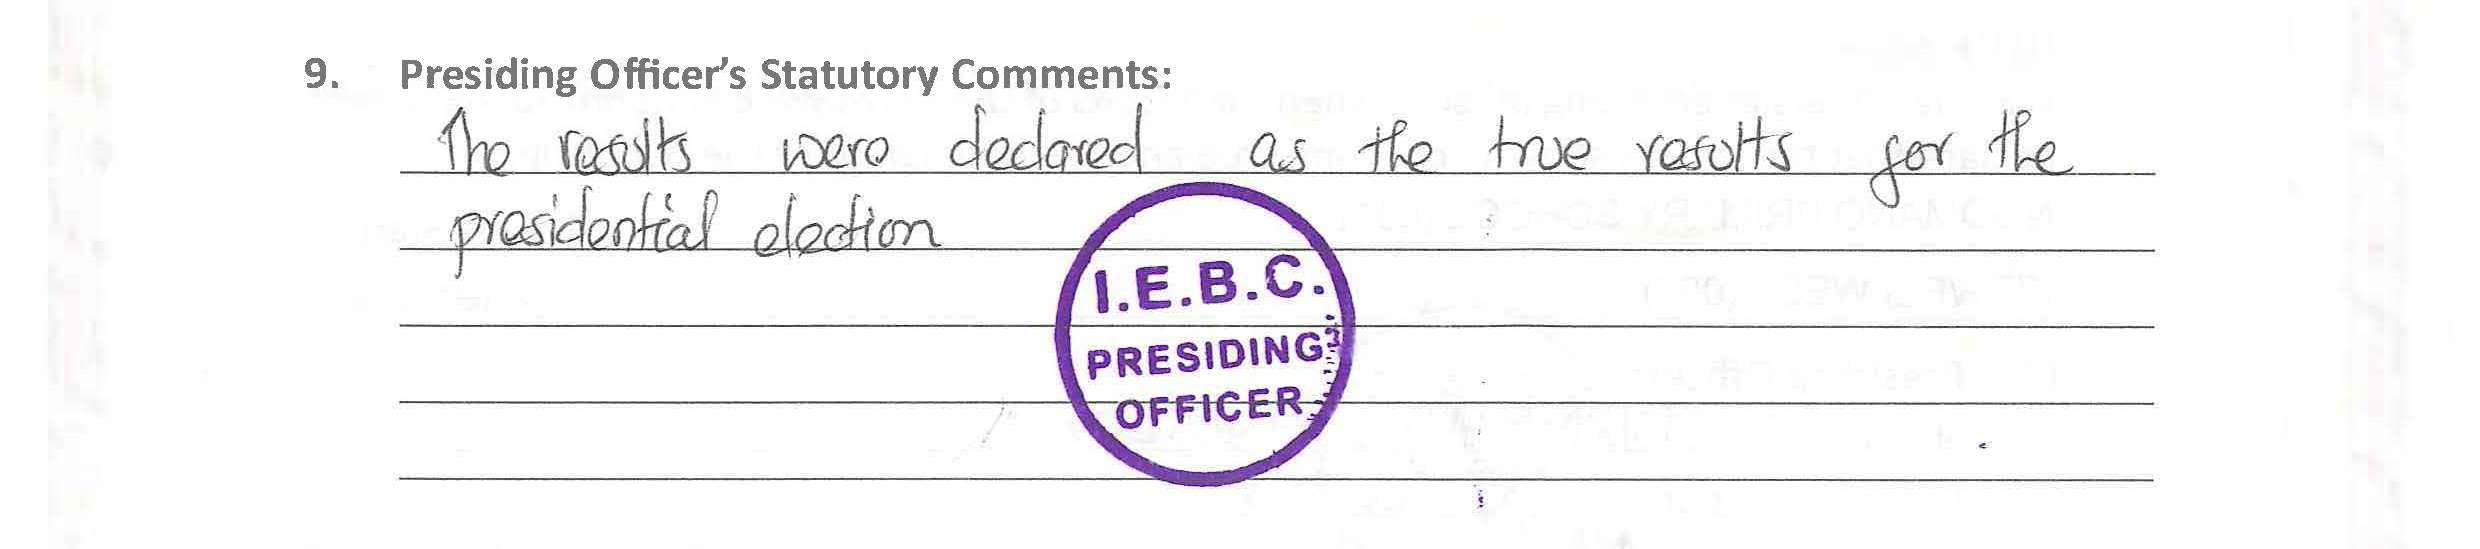 9. Presiding Officer's Statutory Comments:
The results were declared as the true results for the
presidential election
I.E.B.C.
PRESIDING
OFFICER